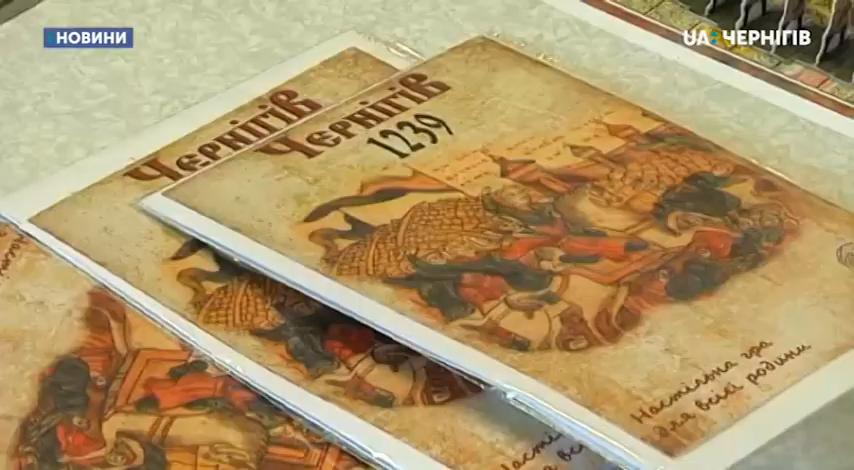 НОВИНИ
UA:ЧЕРНІГІВ
ЧЕРНІГІВ
ЧЕРНІГІВ
1239
Настільна гра
для всієї родини